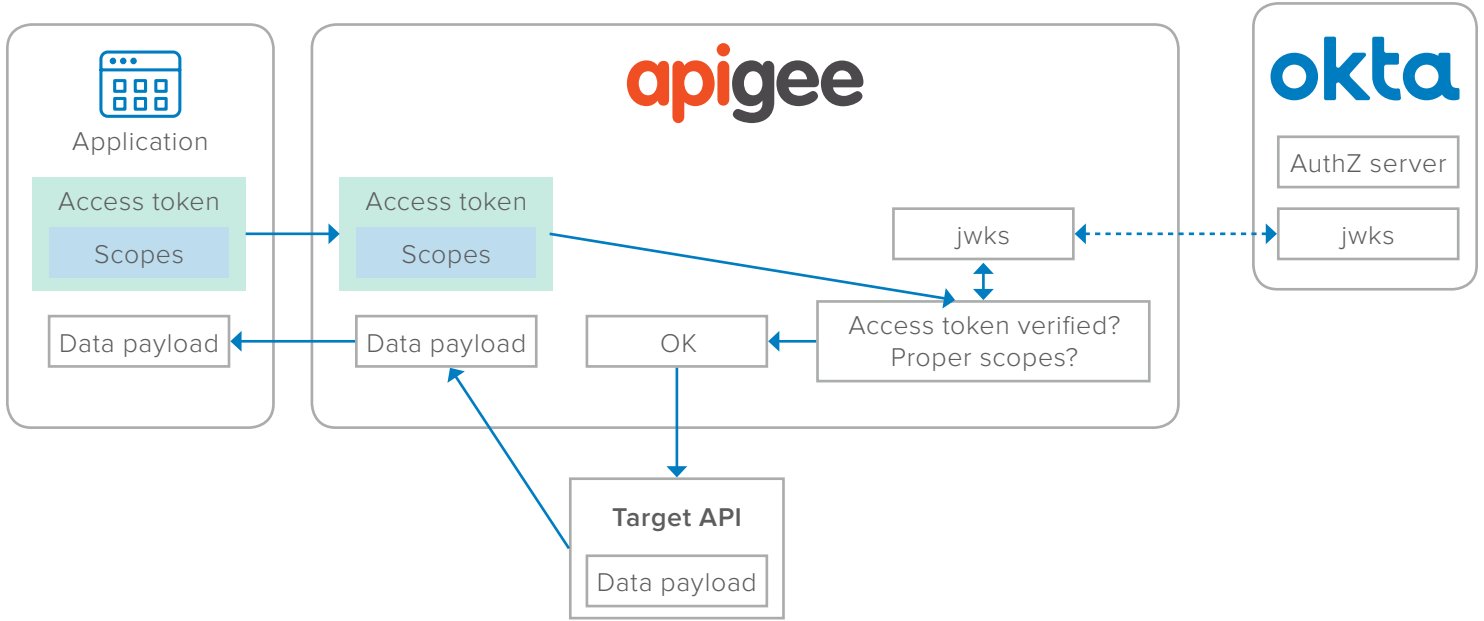 Application
Access token
Scopes
Data payload
apigee
Access token
Scopes
Data payload
OK
jwks
Access token verified?
Proper scopes?
Target API
Data payload
okta
AuthZ server
jwks